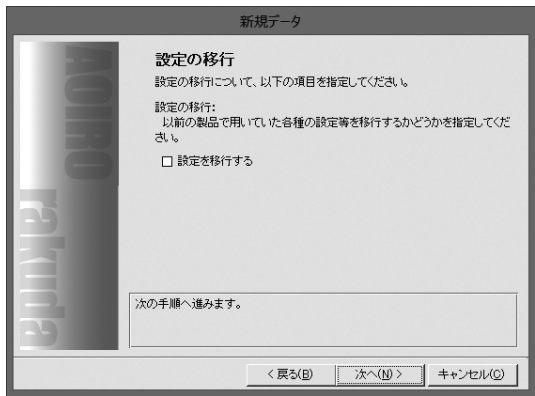 新規データ
AOIRO
rakuda
設定の移行
設定の移行について、以下の項目を指定してください。
設定の移行:
以前の製品で用いていた各種の設定等を移行するかどうかを指定してくだ
さい。
設定を移行する
次の手順へ進みます。
< 戻る(B)
次へ(N) >
キャンセル(C)